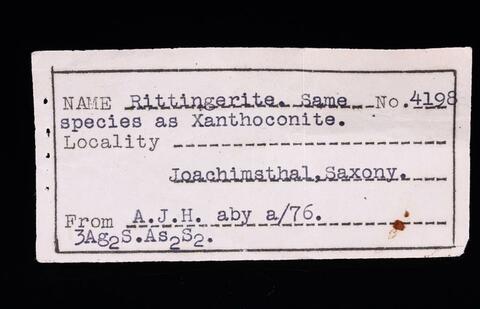 NAME Rittingerite. Same No. 4198
species as Xanthoconite.
Locality
Joachimsthal, Saxony.
From A.J.H. aby a/76.
3Ag₂S.As₂S₂.